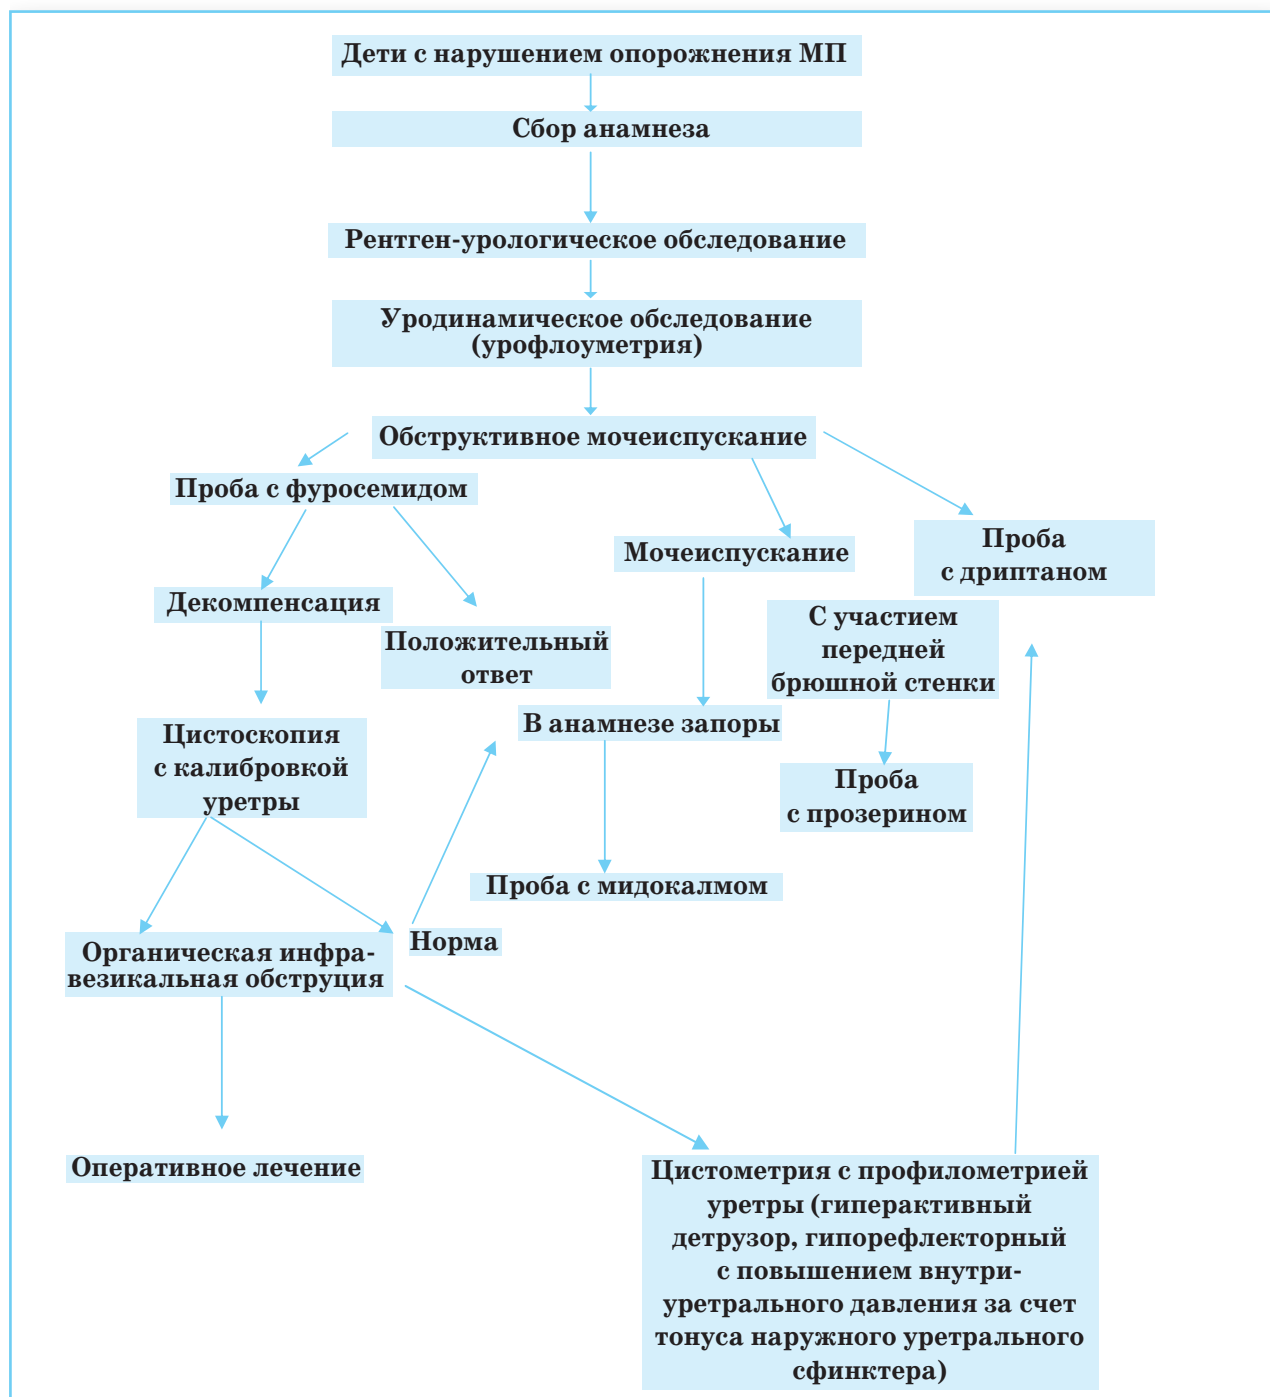 Дети с нарушением опорожнения МП
Сбор анамнеза
Рентген-урологическое обследование
Уродинамическое обследование
(урофлоуметрия)
Обструктивное мочеиспускание
Проба с фуросемидом
Мочеиспускание
Проба
с дриптаном
Декомпенсация
Положительный
ответ
С участием
передней
брюшной стенки
В анамнезе запоры
Цистоскопия
с калибровкой
уретры
Проба
с прозерином
Проба с мидокалмом
Норма
Органическая инфра-
везикальная обструция
Оперативное лечение
Цистометрия с профилометрией
уретры (гиперактивный
детрузор, гипорефлекторный
с повышением внутри-
уретрального давления за счет
тонуса наружного уретрального
сфинктера)